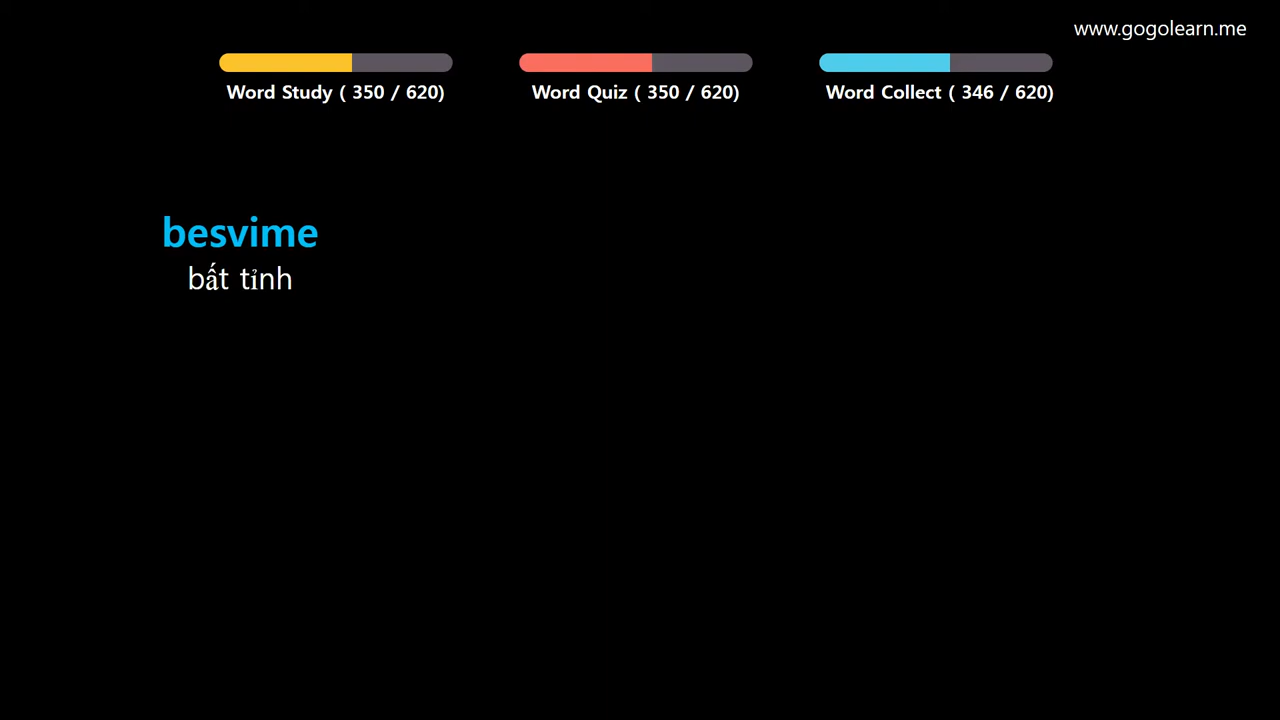 www.gogolearn.me
Word Study ( 350 / 620)
Word Quiz ( 350 / 620)
Word Collect ( 346 / 620)
besvime
bất tỉnh